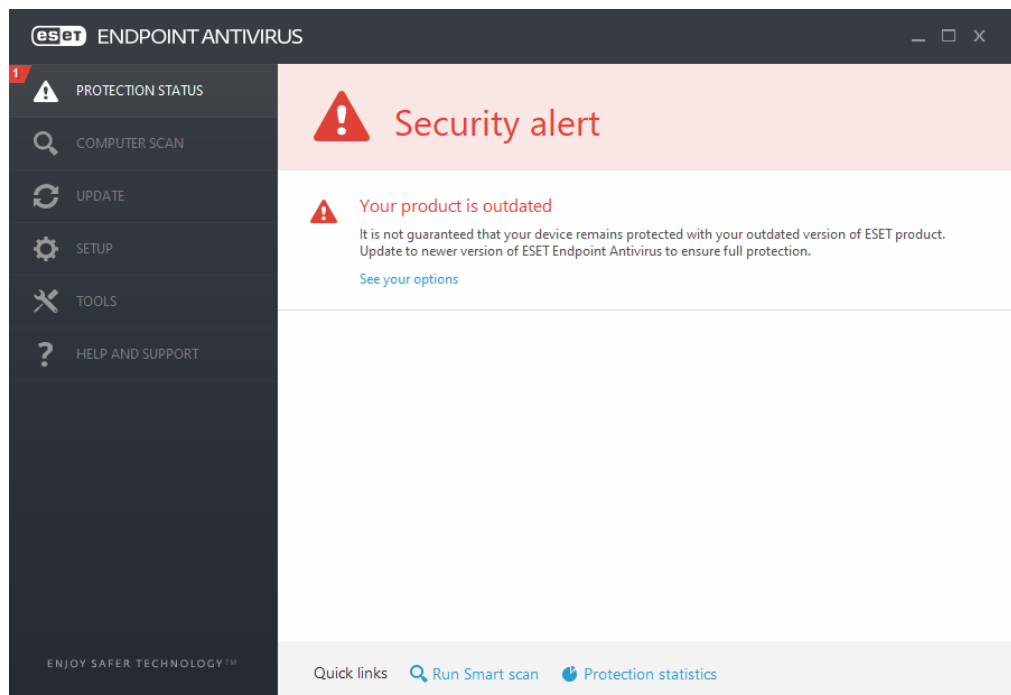 eseT ENDPOINT ANTIVIRUS
1
PROTECTION STATUS
COMPUTER SCAN
UPDATE
SETUP
TOOLS
HELP AND SUPPORT
ENJOY SAFER TECHNOLOGY™
Security alert
Your product is outdated
It is not guaranteed that your device remains protected with your outdated version of ESET product.
Update to newer version of ESET Endpoint Antivirus to ensure full protection.
See your options
Quick links Run Smart scan Protection statistics